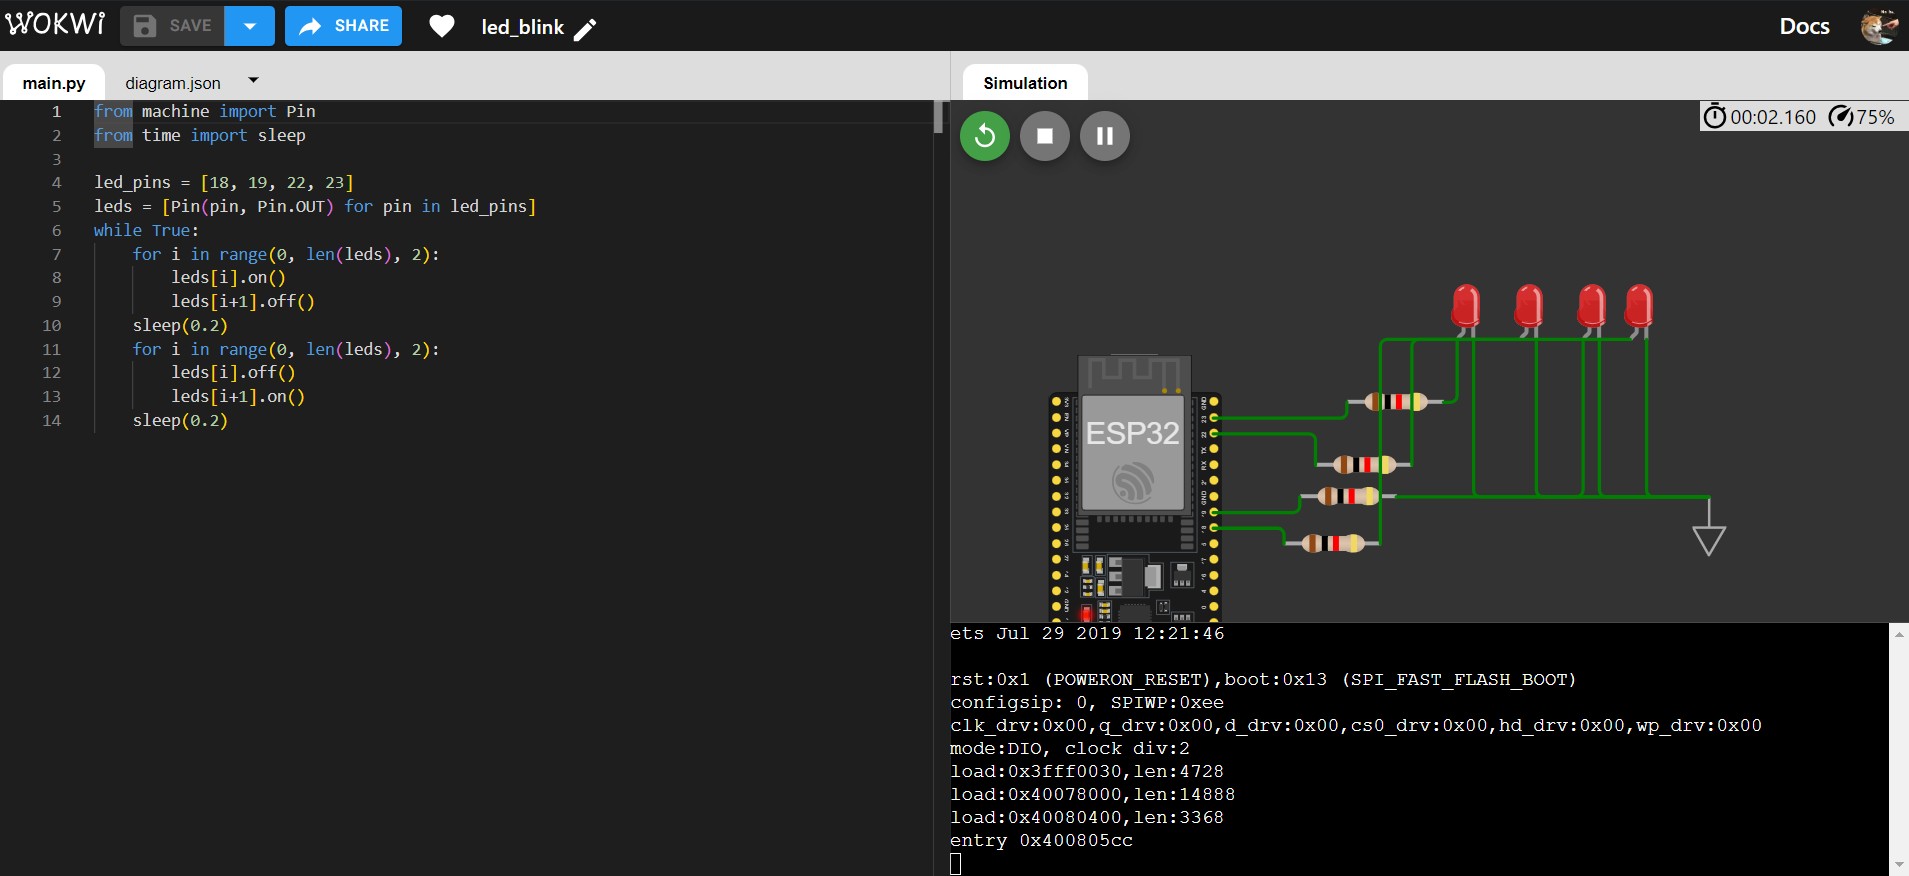 WOKWI SAVE SHARE led_blink Docs
main.py diagram.json
Simulation
1 from machine import Pin
2 from time import sleep
3
4 led_pins = [18, 19, 22, 23]
5 leds = [Pin(pin, Pin.OUT) for pin in led_pins]
6 while True:
7 for i in range(0, len(leds), 2):
8 leds[i].on()
9 leds[i+1].off()
10 sleep(0.2)
11 for i in range(0, len(leds), 2):
12 leds[i].off()
13 leds[i+1].on()
14 sleep(0.2)
00:02.160 75%
ESP32
ets Jul 29 2019 12:21:46
rst:0x1 (POWERON_RESET),boot:0x13 (SPI_FAST_FLASH_BOOT)
configsip: 0, SPIWP:0xee
clk_drv:0x00,q_drv:0x00,d_drv:0x00,cs0_drv:0x00,hd_drv:0x00,wp_drv:0x00
mode:DIO, clock div:2
load:0x3fff0030,len:4728
load:0x40078000,len:14888
load:0x40080400,len:3368
entry 0x400805cc